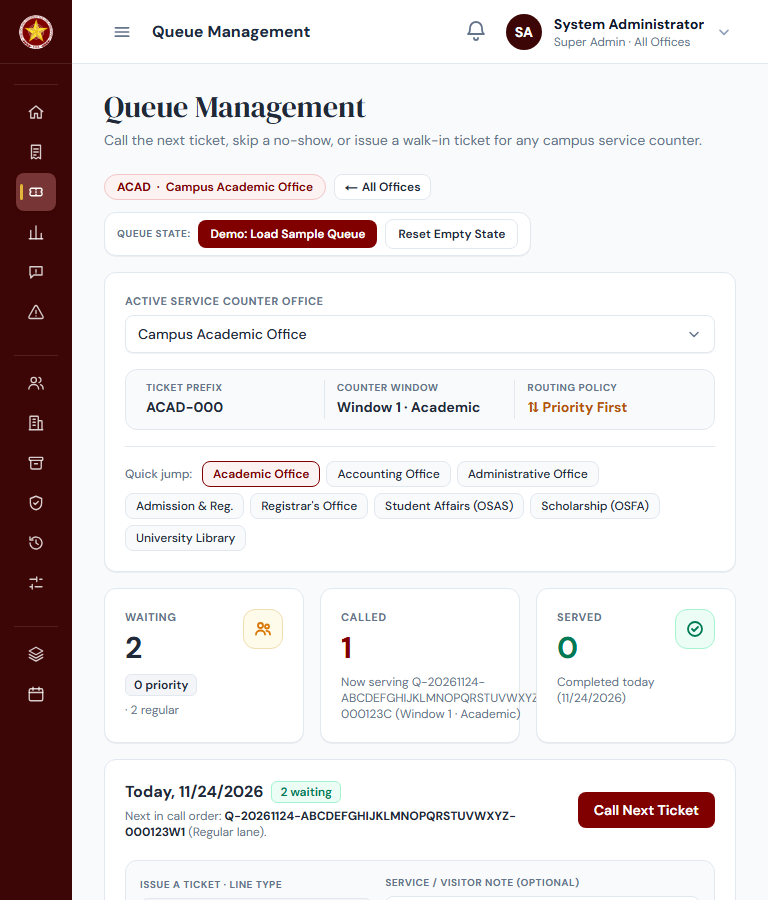 Queue Management
SA
System Administrator
Super Admin · All Offices
Queue Management
Call the next ticket, skip a no-show, or issue a walk-in ticket for any campus service counter.
ACAD · Campus Academic Office
← All Offices
QUEUE STATE:
Demo: Load Sample Queue
Reset Empty State
ACTIVE SERVICE COUNTER OFFICE
Campus Academic Office
TICKET PREFIX
ACAD-000
COUNTER WINDOW
Window 1 · Academic
ROUTING POLICY
⇅ Priority First
Quick jump:
Academic Office
Accounting Office
Administrative Office
Admission & Reg.
Registrar's Office
Student Affairs (OSAS)
Scholarship (OSFA)
University Library
WAITING
2
0 priority
· 2 regular
CALLED
1
Now serving Q-20261124-
ABCDEFGHIJKLMNOPQRSTUVWXYZ
000123C (Window 1 · Academic)
SERVED
0
Completed today
(11/24/2026)
Today, 11/24/2026
2 waiting
Next in call order: Q-20261124-ABCDEFGHIJKLMNOPQRSTUVWXYZ-
000123W1 (Regular lane).
Call Next Ticket
ISSUE A TICKET · LINE TYPE
SERVICE / VISITOR NOTE (OPTIONAL)